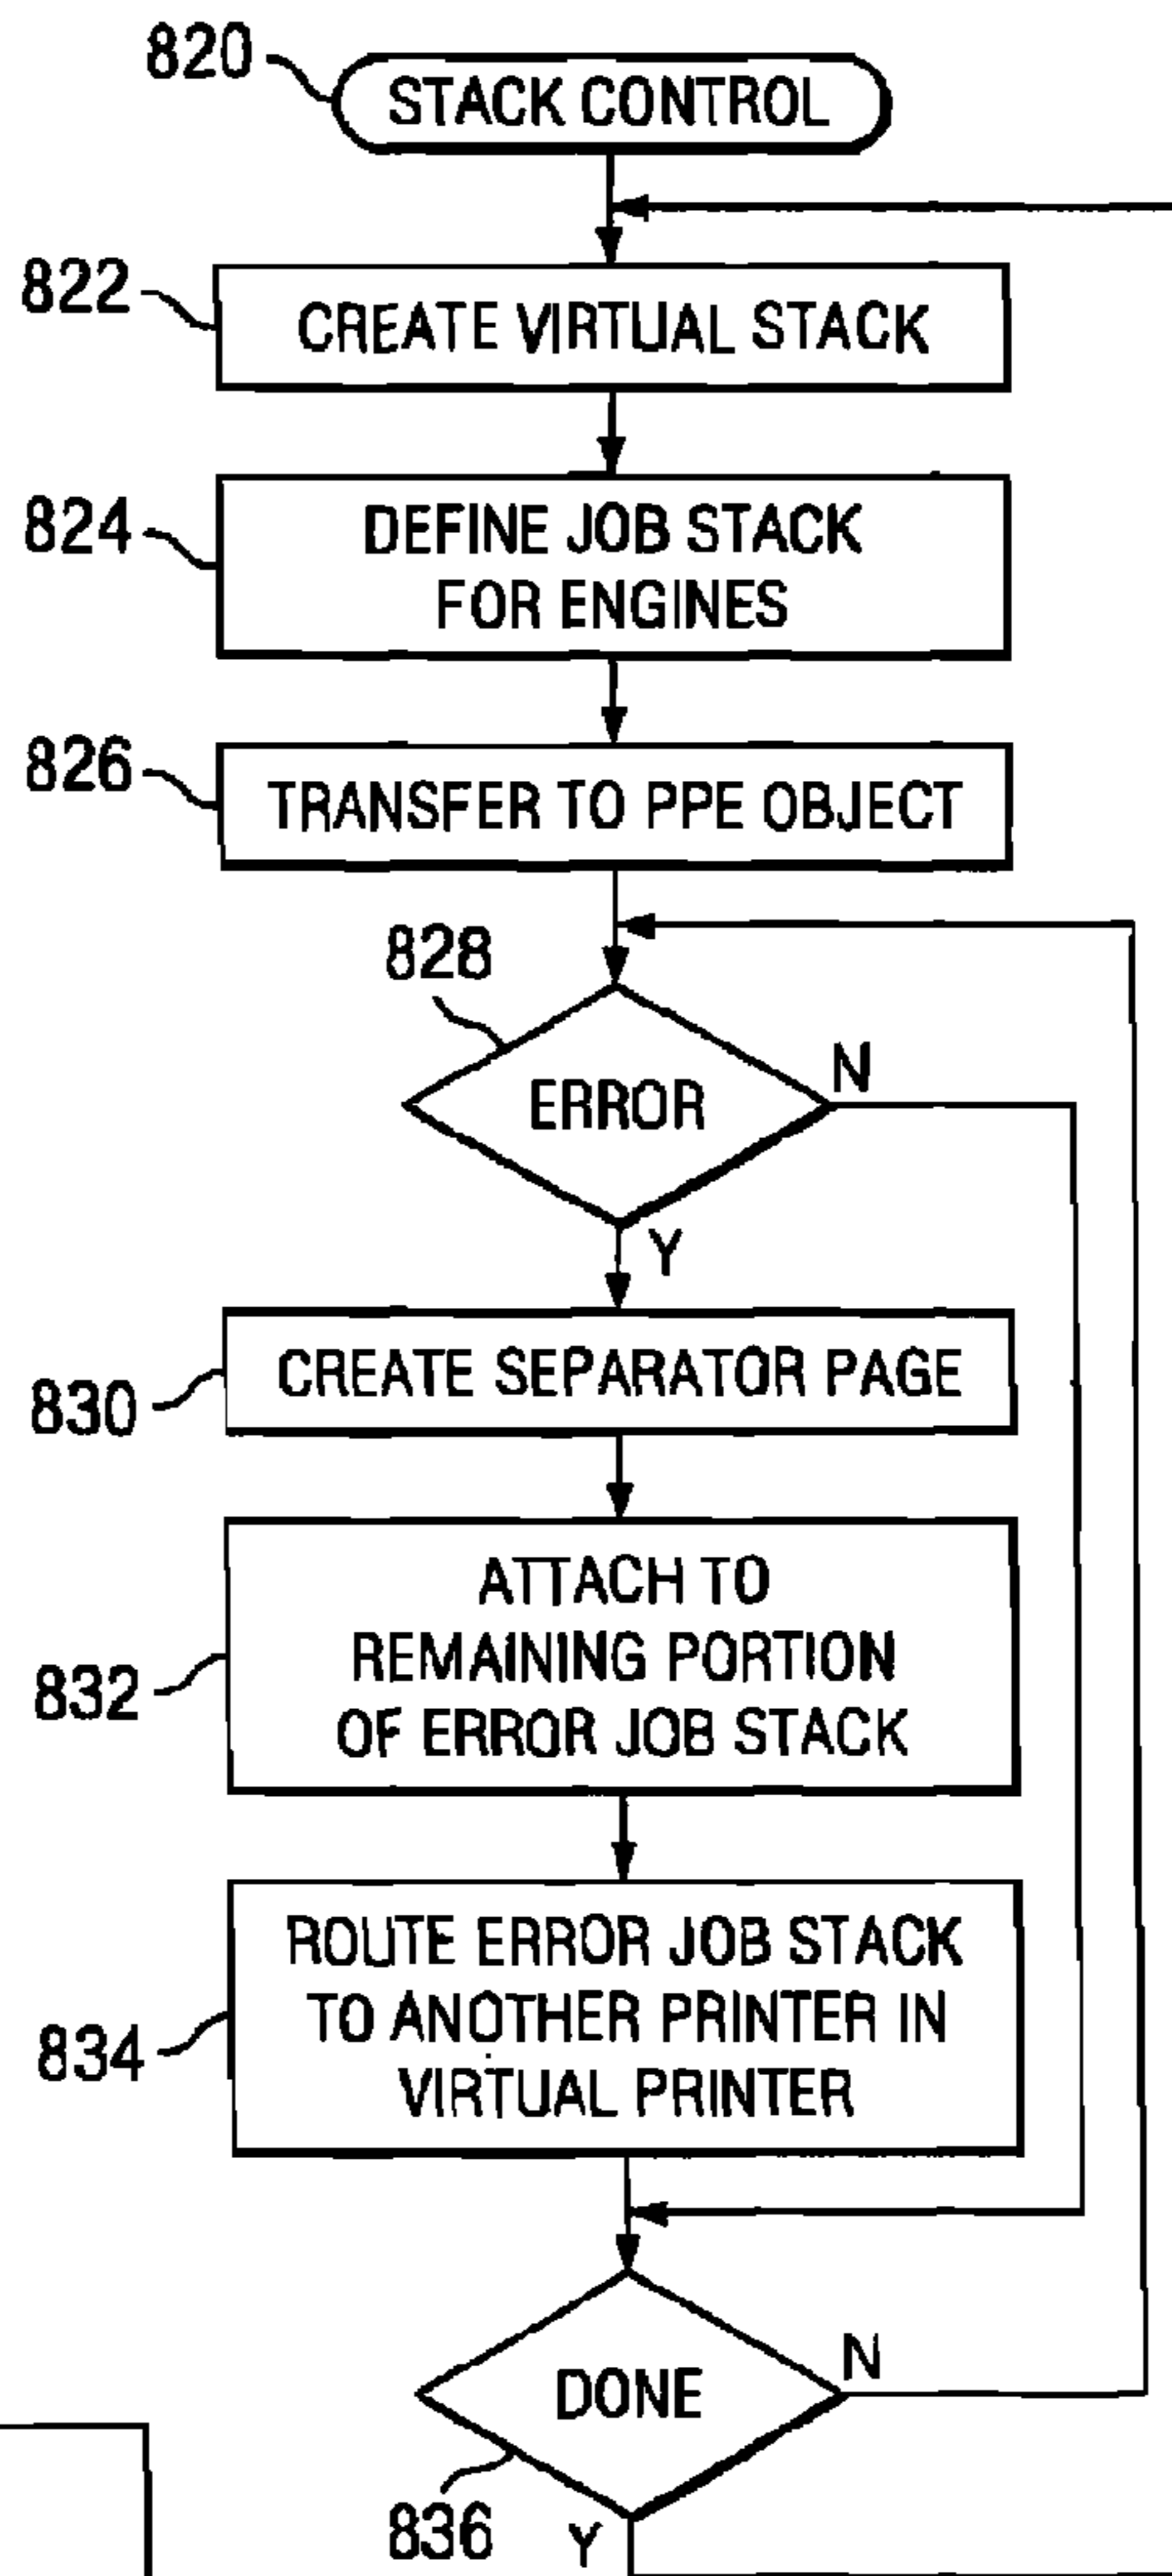 820
STACK CONTROL
822
CREATE VIRTUAL STACK
824
DEFINE JOB STACK
FOR ENGINES
826
TRANSFER TO PPE OBJECT
828
ERROR
N
Y
830
CREATE SEPARATOR PAGE
832
ATTACH TO
REMAINING PORTION
OF ERROR JOB STACK
834
ROUTE ERROR JOB STACK
TO ANOTHER PRINTER IN
VIRTUAL PRINTER
DONE
N
836
Y